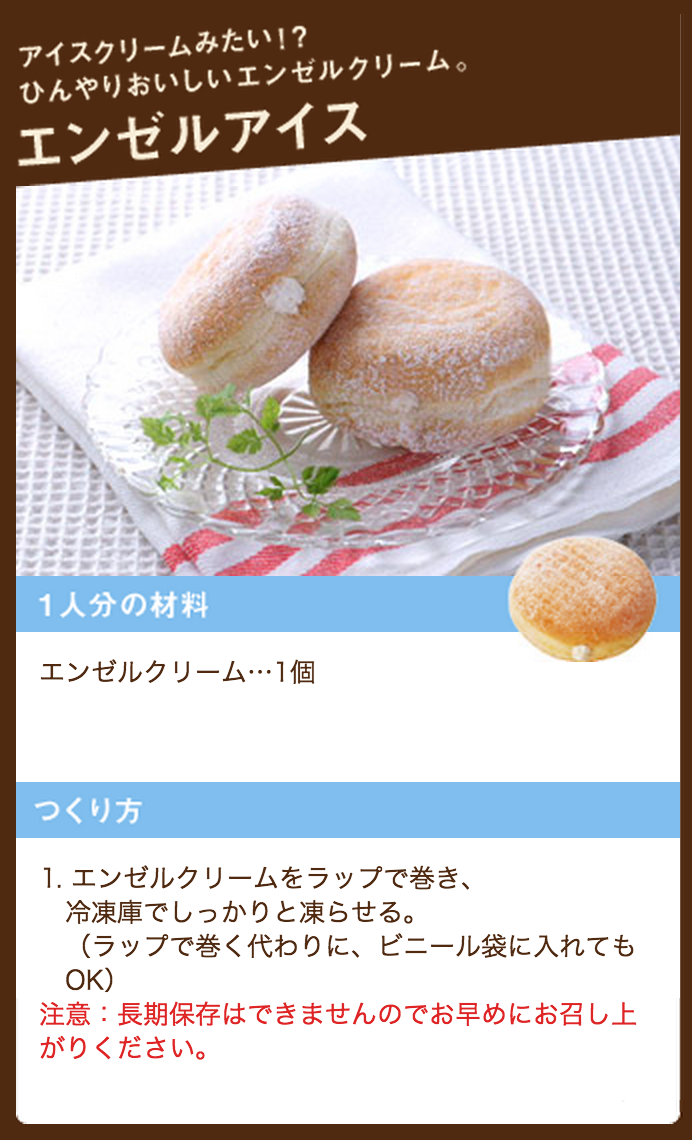 アイスクリームみたい!?
ひんやりおいしいエンゼルクリーム。
エンゼルアイス
1人分の材料
エンゼルクリーム…1個
つくり方
1. エンゼルクリームをラップで巻き、
冷凍庫でしっかりと凍らせる。
（ラップで巻く代わりに、ビニール袋に入れても
OK）
注意：長期保存はできませんのでお早めにお召し上
がりください。